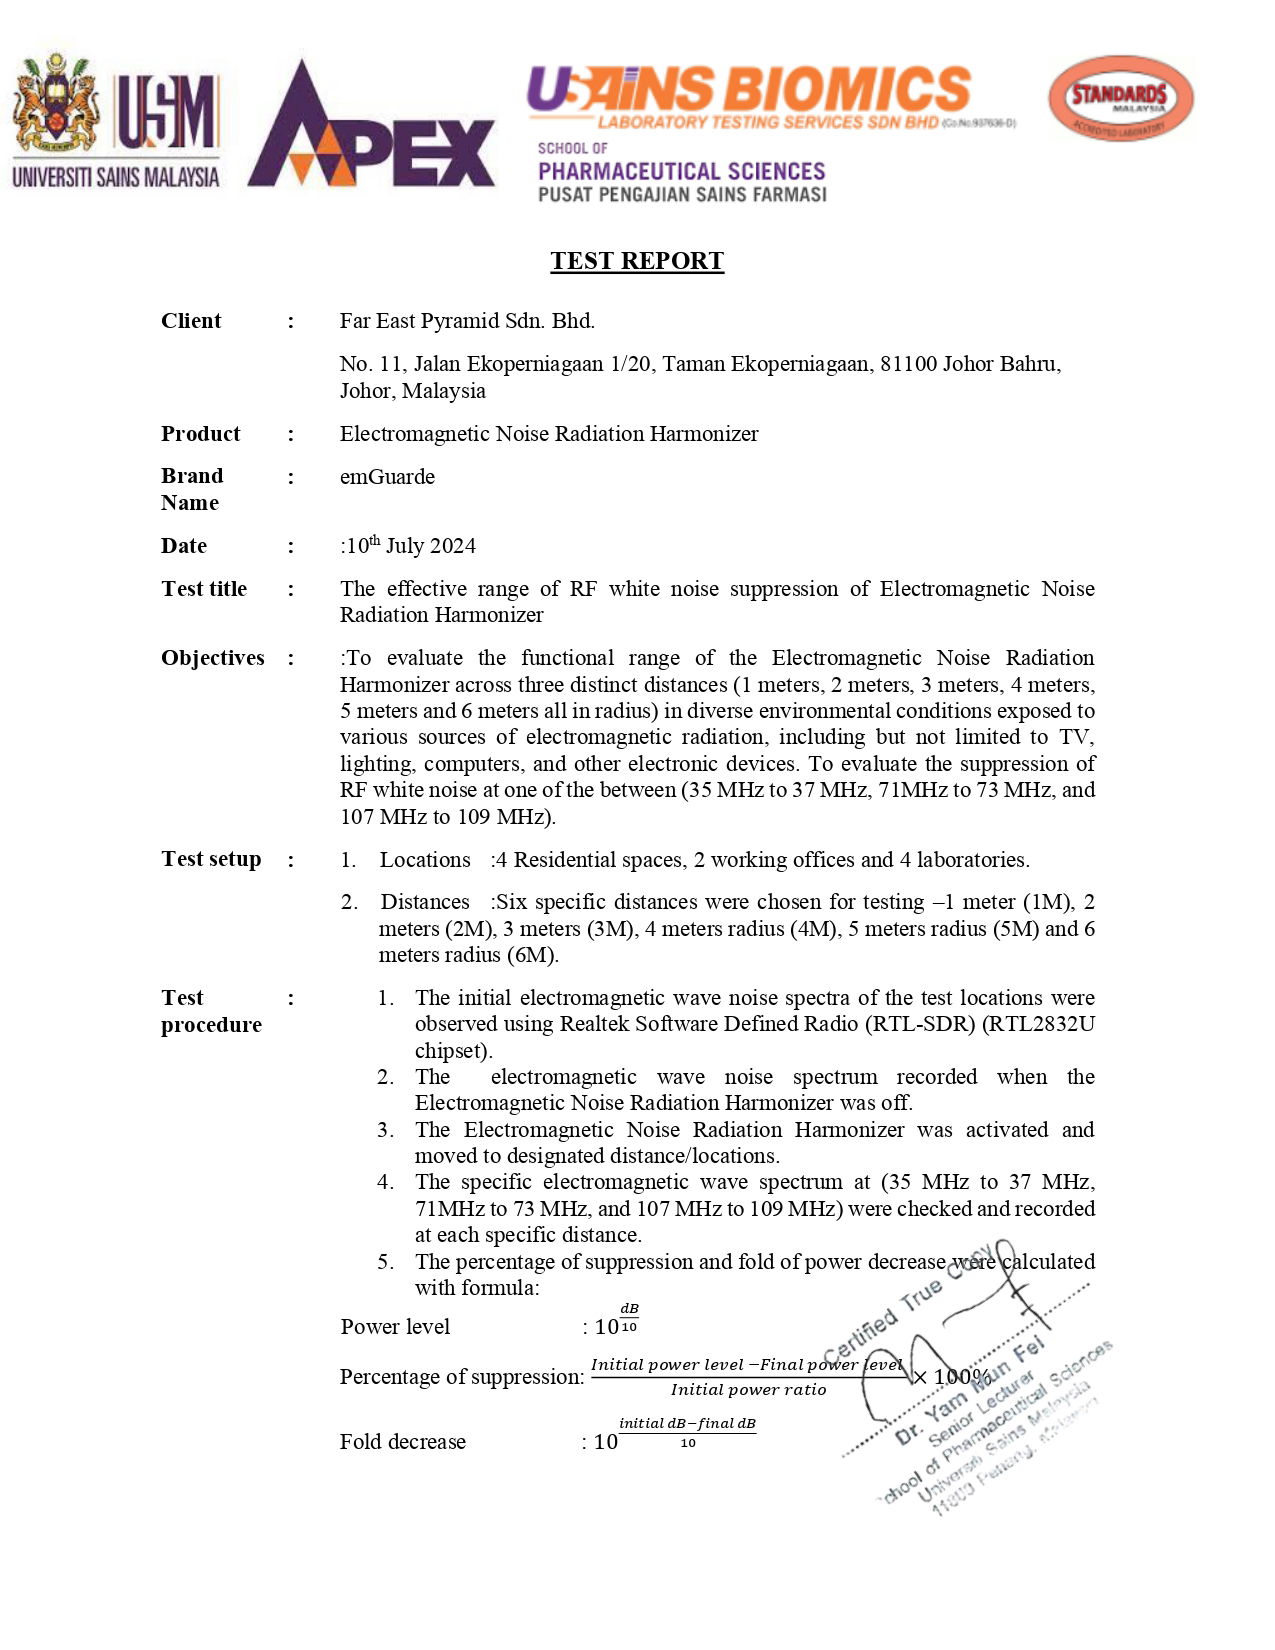 USM
UNIVERSITI SAINS MALAYSIA
APEX
USAINS BIOMICS
LABORATORY TESTING SERVICES SDN BHD (Co.No.937636-D)
SCHOOL OF
PHARMACEUTICAL SCIENCES
PUSAT PENGAJIAN SAINS FARMASI
STANDARDS
MALAYSIA
ACCREDITED LABORATORY
TEST REPORT
Client : Far East Pyramid Sdn. Bhd.
No. 11, Jalan Ekoperniagaan 1/20, Taman Ekoperniagaan, 81100 Johor Bahru,
Johor, Malaysia
Product : Electromagnetic Noise Radiation Harmonizer
Brand : emGuarde
Name
Date : :10th July 2024
Test title : The effective range of RF white noise suppression of Electromagnetic Noise
Radiation Harmonizer
Objectives : :To evaluate the functional range of the Electromagnetic Noise Radiation
Harmonizer across three distinct distances (1 meters, 2 meters, 3 meters, 4 meters,
5 meters and 6 meters all in radius) in diverse environmental conditions exposed to
various sources of electromagnetic radiation, including but not limited to TV,
lighting, computers, and other electronic devices. To evaluate the suppression of
RF white noise at one of the between (35 MHz to 37 MHz, 71MHz to 73 MHz, and
107 MHz to 109 MHz).
Test setup : 1. Locations :4 Residential spaces, 2 working offices and 4 laboratories.
2. Distances :Six specific distances were chosen for testing –1 meter (1M), 2
meters (2M), 3 meters (3M), 4 meters radius (4M), 5 meters radius (5M) and 6
meters radius (6M).
Test : 1. The initial electromagnetic wave noise spectra of the test locations were
procedure observed using Realtek Software Defined Radio (RTL-SDR) (RTL2832U
chipset).
2. The electromagnetic wave noise spectrum recorded when the
Electromagnetic Noise Radiation Harmonizer was off.
3. The Electromagnetic Noise Radiation Harmonizer was activated and
moved to designated distance/locations.
4. The specific electromagnetic wave spectrum at (35 MHz to 37 MHz,
71MHz to 73 MHz, and 107 MHz to 109 MHz) were checked and recorded
at each specific distance.
5. The percentage of suppression and fold of power decrease were calculated
with formula:
Power level : 10^(dB/10)
Percentage of suppression: (Initial power level −Final power level)/(Initial power ratio) × 100%
Fold decrease : 10^((initial dB−final dB)/10)
Certified True Copy
Dr. Yam Mun Fei
Senior Lecturer
School of Pharmaceutical Sciences
Universiti Sains Malaysia
11800 Penang,